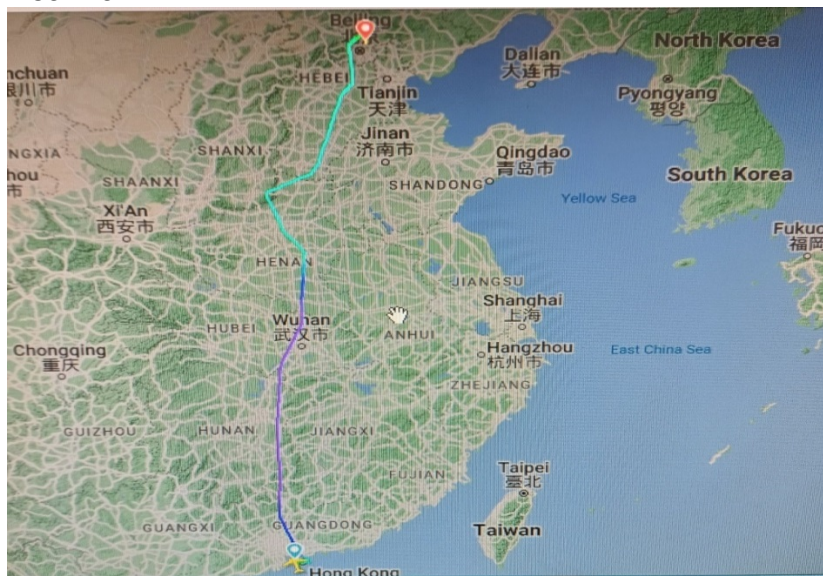 Beijing
North Korea
Dalian
大连市
nchuan
银川市
HEBEI
Tianjin
天津
Pyongyang
평양
Jinan
济南市
NGXIA
SHANXI
Qingdao
青岛市
zhou
市
SHAANXI
SHANDONG
South Korea
Xi'An
西安市
Yellow Sea
Fukuo
福岡
HENAN
JIANGSU
Shanghai
上海
Wuhan
武汉市
HUBEI
ANHUI
Chongqing
重庆
Hangzhou
杭州市
East China Sea
ZHEJIANG
GUIZHOU
HUNAN
JIANGXI
FUJIAN
Taipei
臺北
GUANGXI
GUANGDONG
Taiwan
Hong Kong